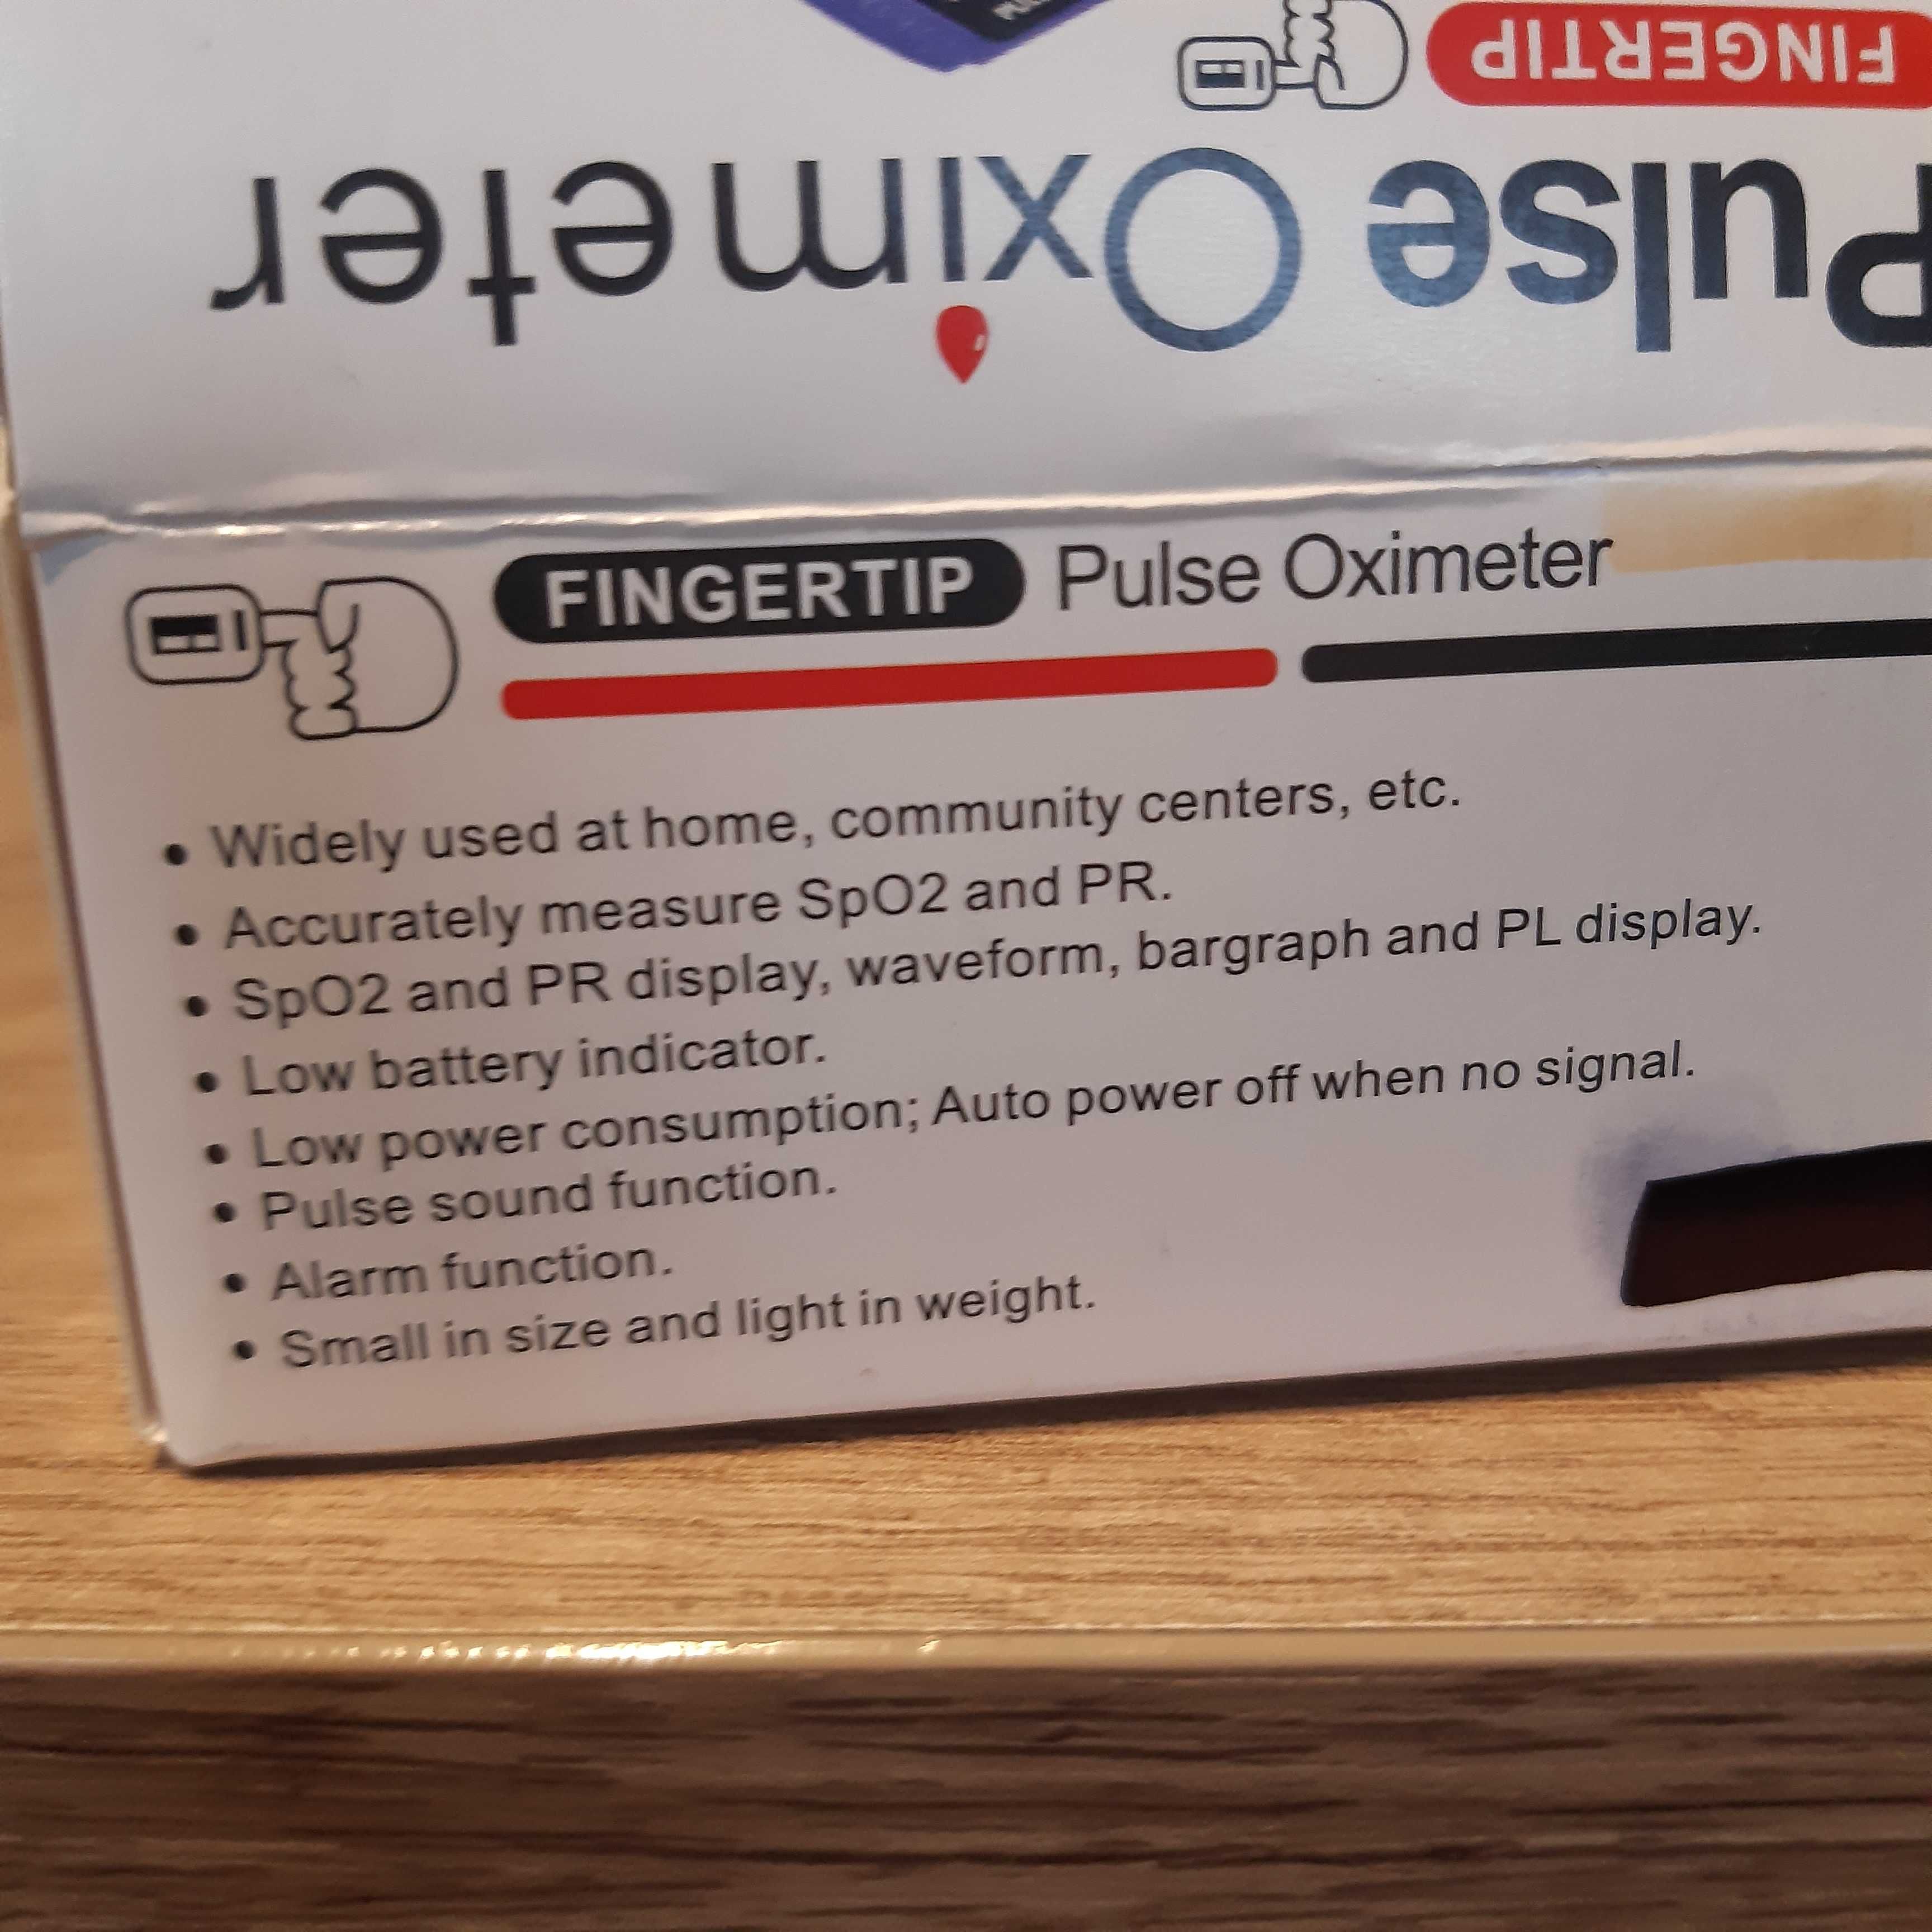 FINGERTIP
Pulse Oximeter
FINGERTIP Pulse Oximeter
• Widely used at home, community centers, etc.
• Accurately measure SpO2 and PR.
• SpO2 and PR display, waveform, bargraph and PL display.
• Low battery indicator.
• Low power consumption; Auto power off when no signal.
• Pulse sound function.
• Alarm function.
• Small in size and light in weight.